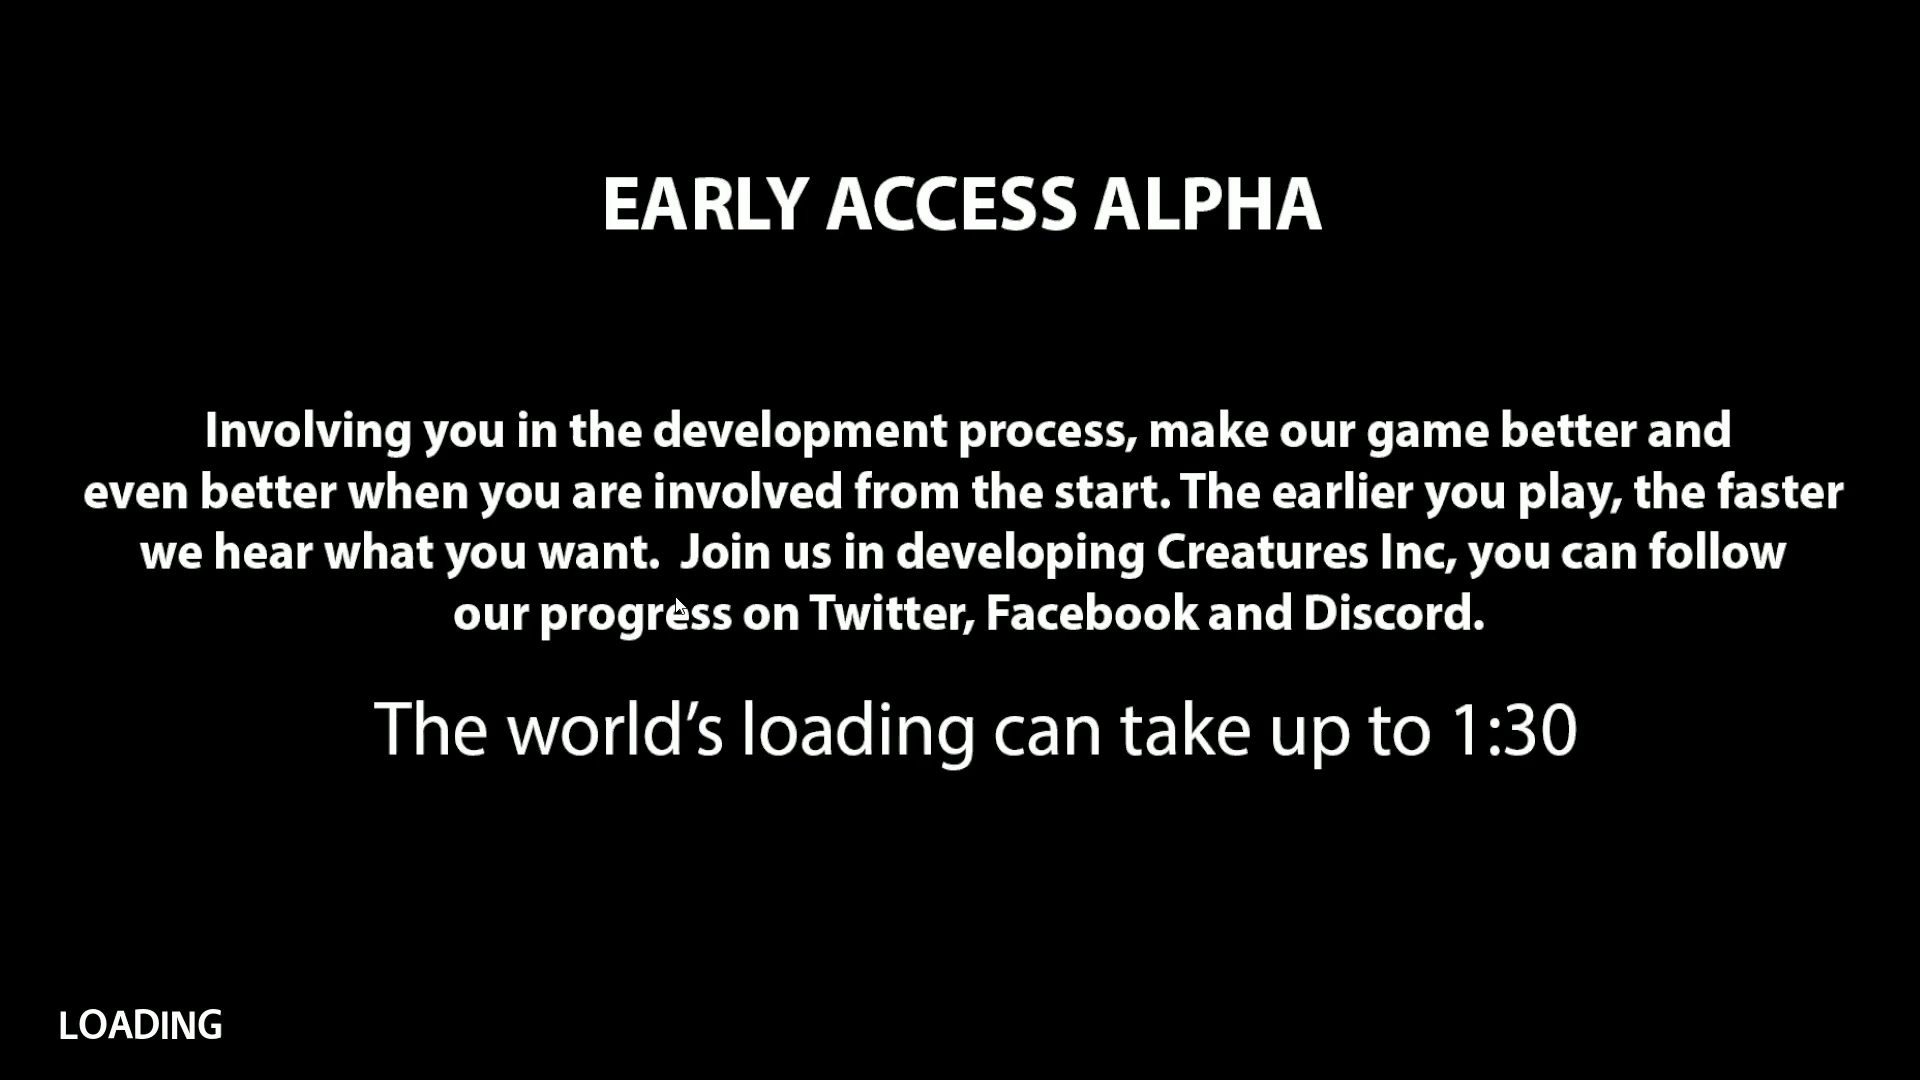 EARLY ACCESS ALPHA
Involving you in the development process, make our game better and
even better when you are involved from the start. The earlier you play, the faster
we hear what you want.  Join us in developing Creatures Inc, you can follow
our progress on Twitter, Facebook and Discord.
The world’s loading can take up to 1:30
LOADING